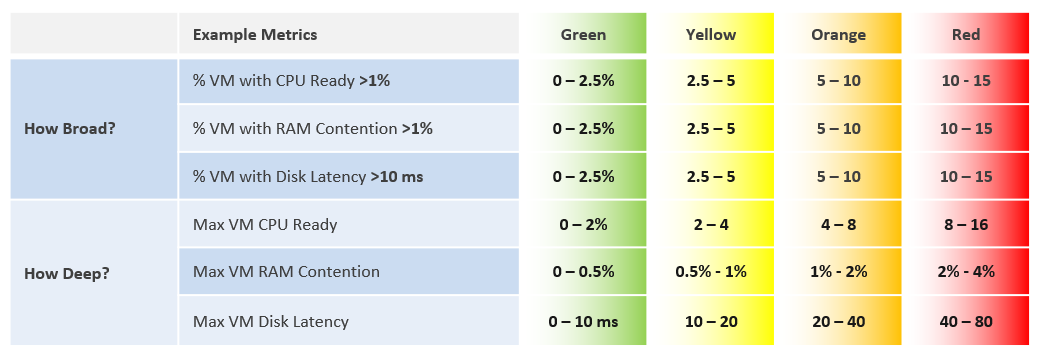 Example Metrics Green Yellow Orange Red
How Broad?
% VM with CPU Ready >1% 0 – 2.5% 2.5 – 5 5 – 10 10 - 15
% VM with RAM Contention >1% 0 – 2.5% 2.5 – 5 5 – 10 10 – 15
% VM with Disk Latency >10 ms 0 – 2.5% 2.5 – 5 5 – 10 10 – 15
How Deep?
Max VM CPU Ready 0 – 2% 2 – 4 4 – 8 8 – 16
Max VM RAM Contention 0 – 0.5% 0.5% - 1% 1% - 2% 2% - 4%
Max VM Disk Latency 0 – 10 ms 10 – 20 20 – 40 40 – 80